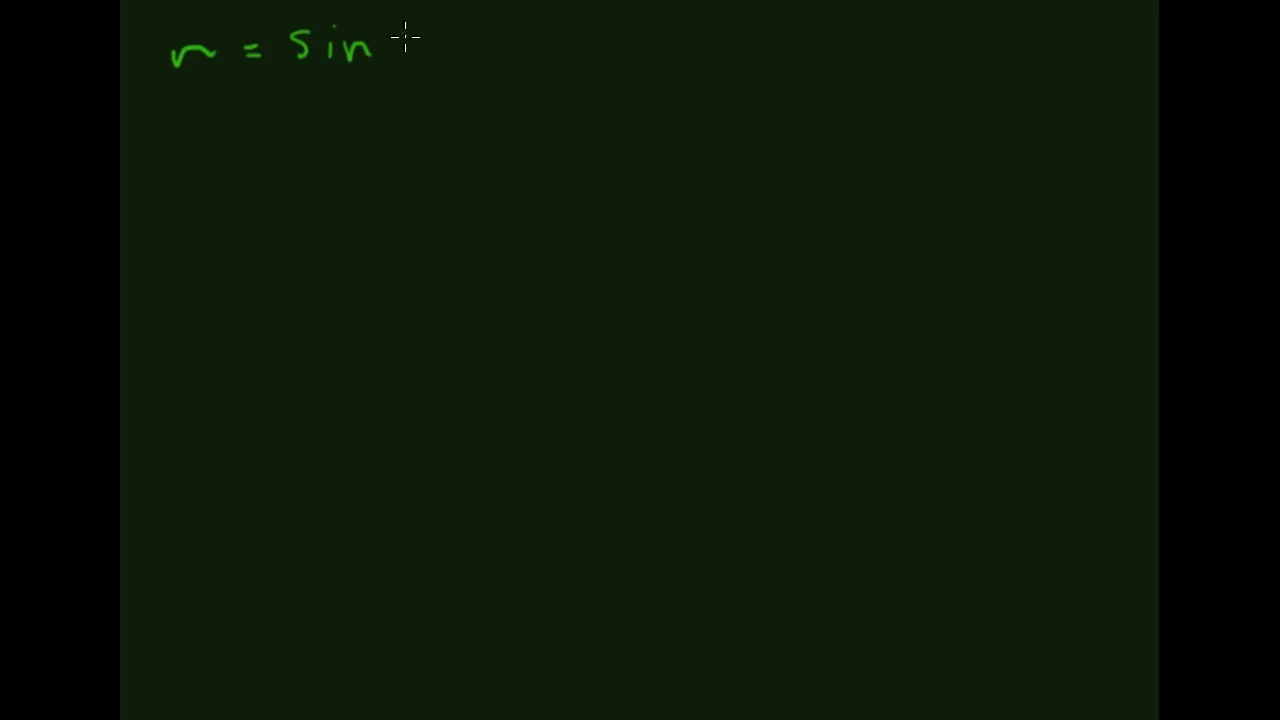 r = sin